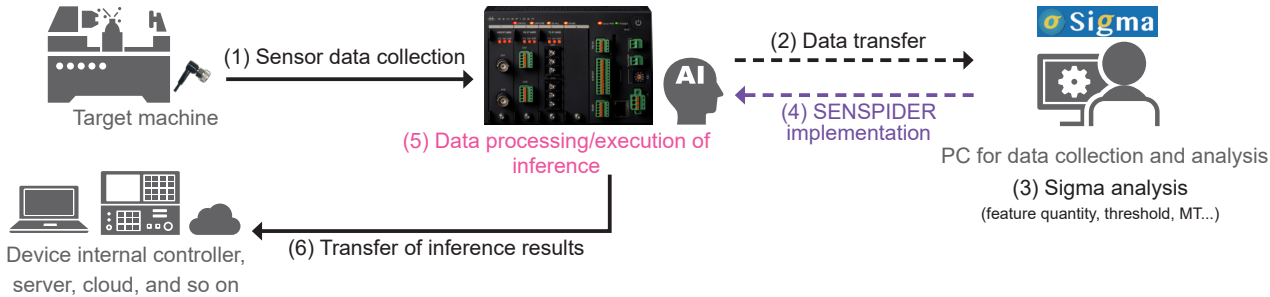 σ Sigma
(1) Sensor data collection
(2) Data transfer
AI
Target machine
(4) SENSPIDER
implementation
(5) Data processing/execution of
inference
PC for data collection and analysis
(3) Sigma analysis
(feature quantity, threshold, MT...)
(6) Transfer of inference results
Device internal controller,
server, cloud, and so on